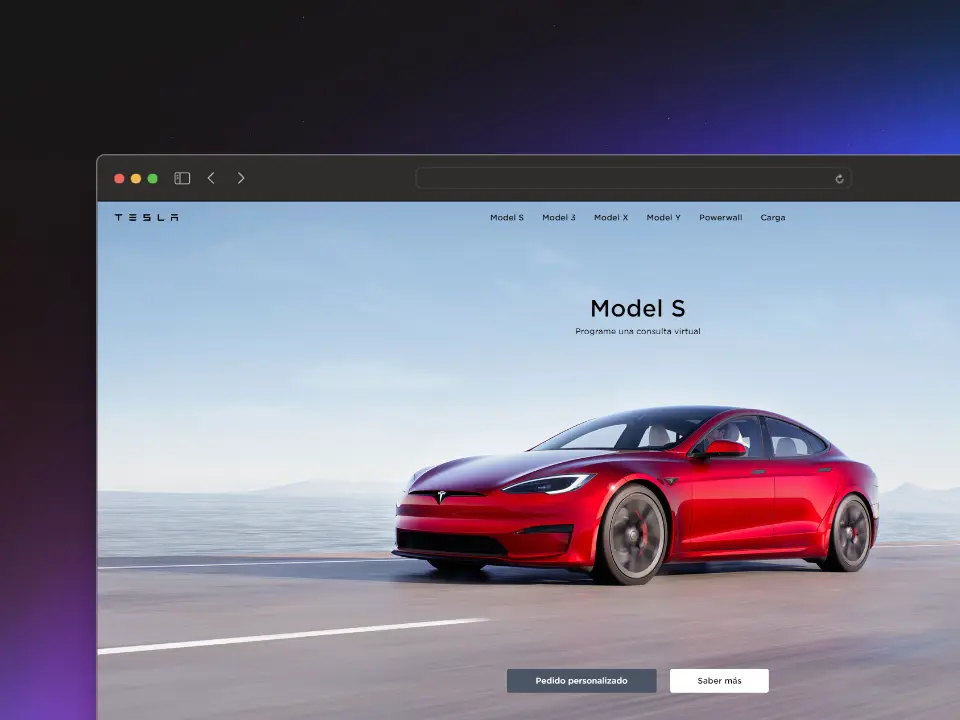 TESLA
Model S Model 3 Model X Model Y Powerwall Carga
Model S
Programe una consulta virtual
Pedido personalizado Saber más